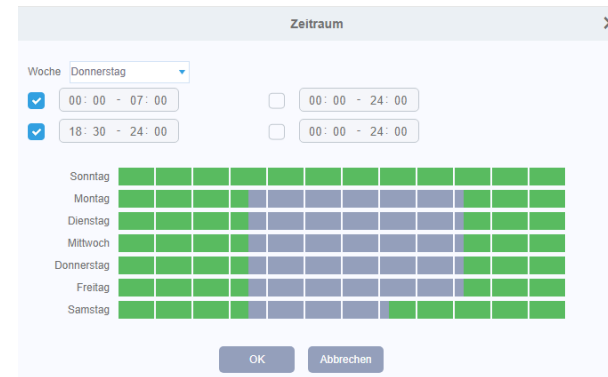 Zeitraum
Woche Donnerstag
00: 00 - 07: 00 00: 00 - 24: 00
18: 30 - 24: 00 00: 00 - 24: 00
Sonntag
Montag
Dienstag
Mittwoch
Donnerstag
Freitag
Samstag
OK Abbrechen